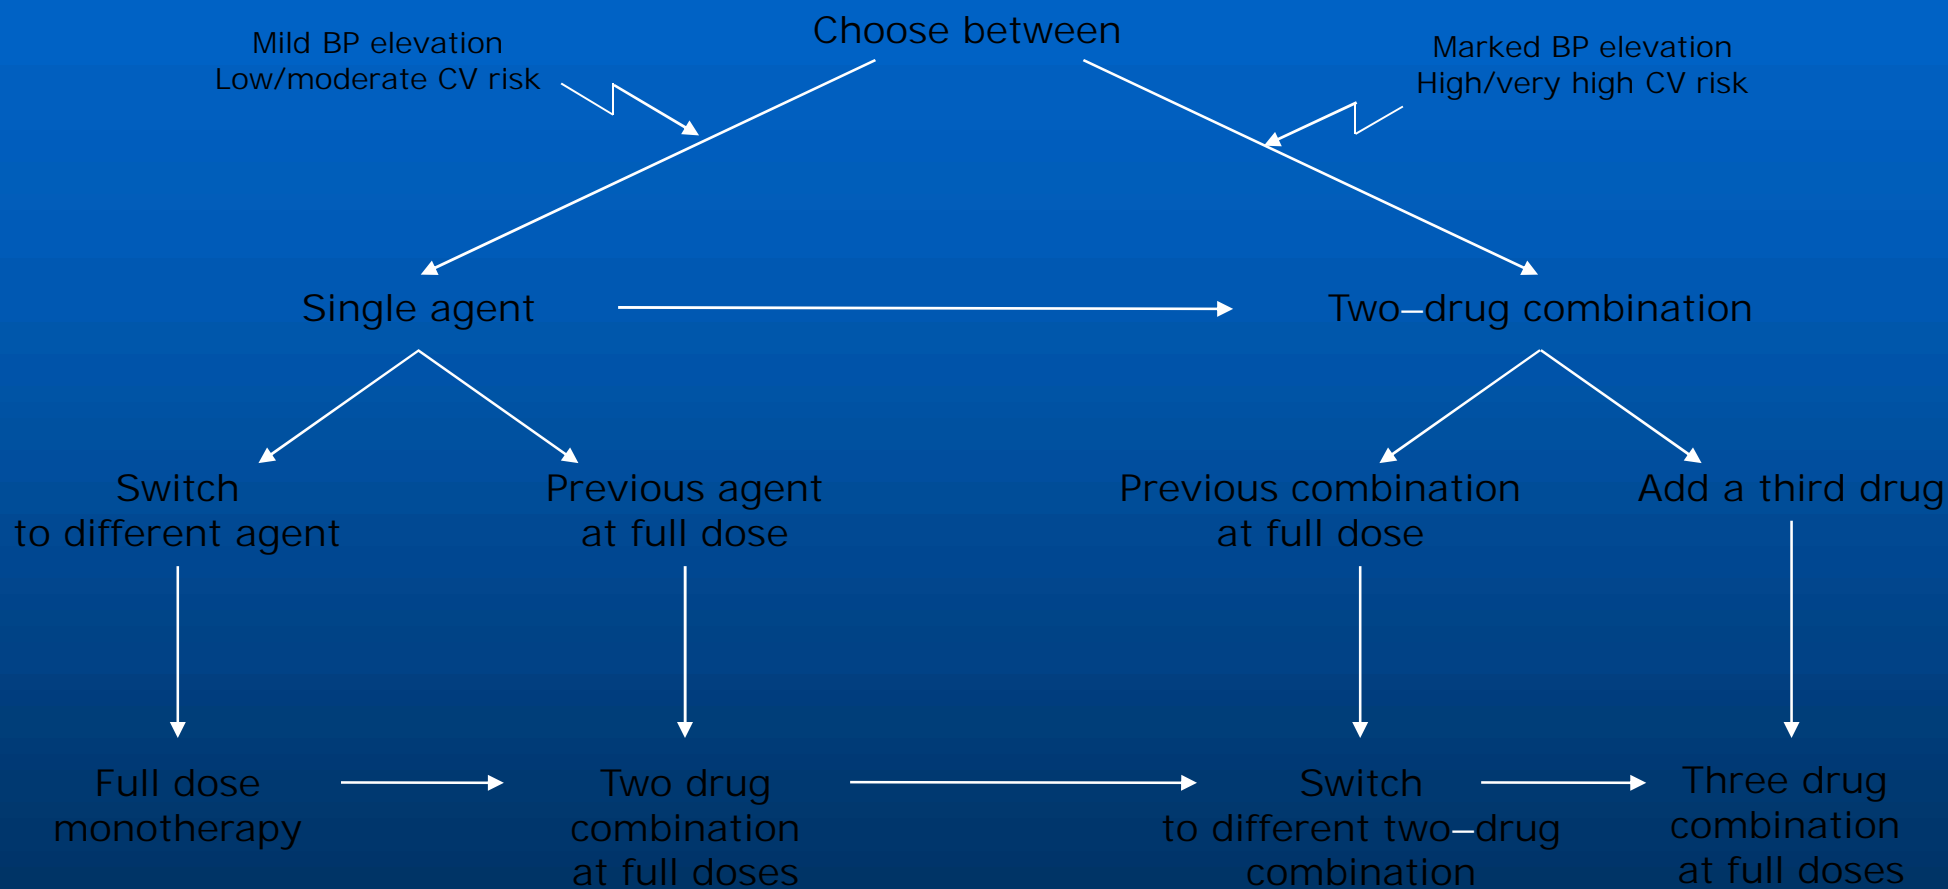 Choose between
Mild BP elevation
Low/moderate CV risk
Marked BP elevation
High/very high CV risk
Single agent
Two–drug combination
Switch
to different agent
Previous agent
at full dose
Previous combination
at full dose
Add a third drug
Full dose
monotherapy
Two drug
combination
at full doses
Switch
to different two–drug
combination
Three drug
combination
at full doses